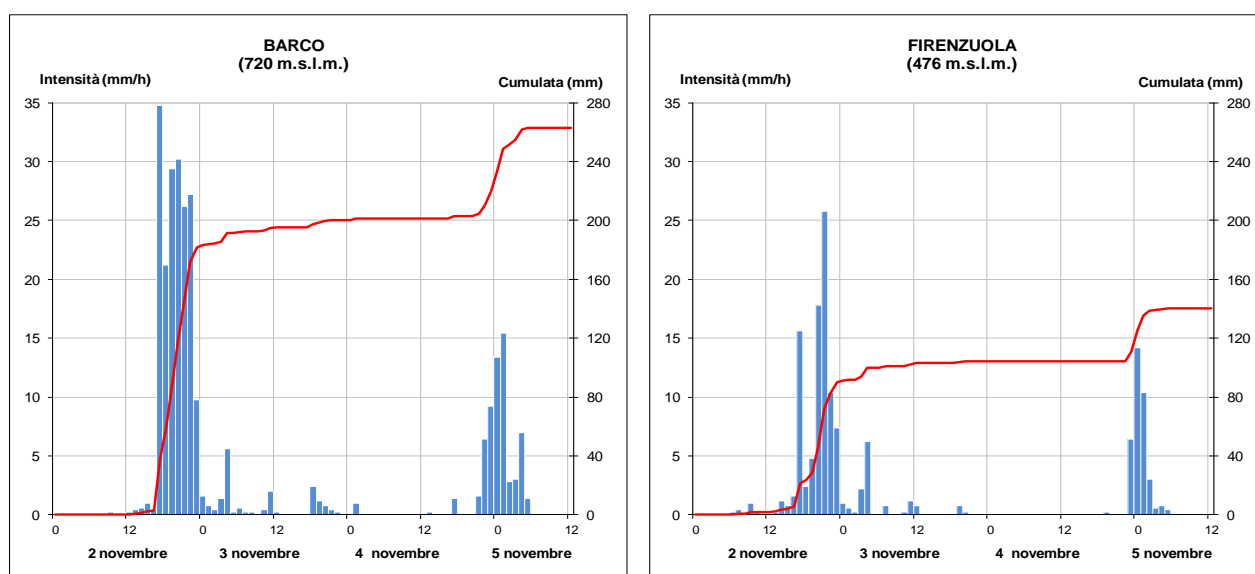 BARCO
(720 m.s.l.m.)
Intensità (mm/h)
Cumulata (mm)
35 280
30 240
25 200
20 160
15 120
10 80
5 40
0 0
0 12 0 12 0 12 0 12
2 novembre 3 novembre 4 novembre 5 novembre
FIRENZUOLA
(476 m.s.l.m.)
Intensità (mm/h)
Cumulata (mm)
35 280
30 240
25 200
20 160
15 120
10 80
5 40
0 0
0 12 0 12 0 12 0 12
2 novembre 3 novembre 4 novembre 5 novembre